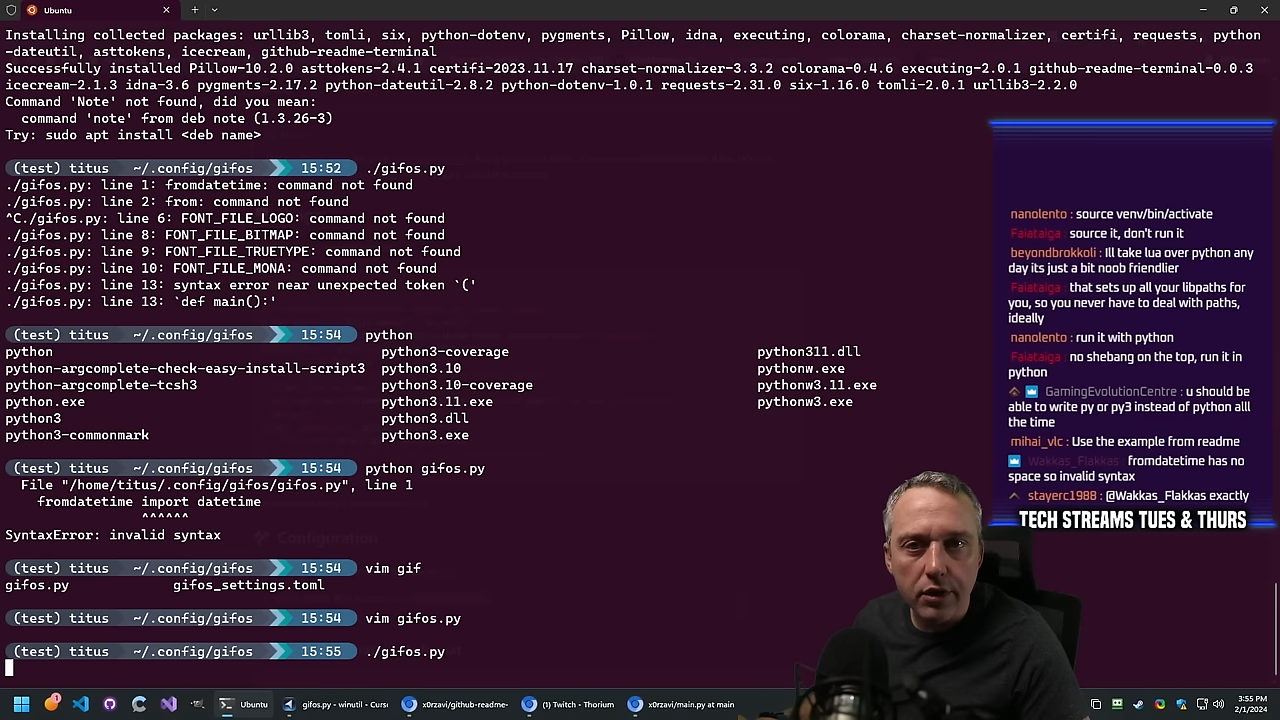 Ubuntu
Installing collected packages: urllib3, tomli, six, python-dotenv, pygments, Pillow, idna, executing, colorama, charset-normalizer, certifi, requests, python
-dateutil, asttokens, icecream, github-readme-terminal
Successfully installed Pillow-10.2.0 asttokens-2.4.1 certifi-2023.11.17 charset-normalizer-3.3.2 colorama-0.4.6 executing-2.0.1 github-readme-terminal-0.0.3
icecream-2.1.3 idna-3.6 pygments-2.17.2 python-dateutil-2.8.2 python-dotenv-1.0.1 requests-2.31.0 six-1.16.0 tomli-2.0.1 urllib3-2.2.0
Command 'Note' not found, did you mean:
command 'note' from deb note (1.3.26-3)
Try: sudo apt install <deb name>
(test) titus ~/.config/gifos 15:52 ./gifos.py
./gifos.py: line 1: fromdatetime: command not found
./gifos.py: line 2: from: command not found
^C./gifos.py: line 6: FONT_FILE_LOGO: command not found
./gifos.py: line 8: FONT_FILE_BITMAP: command not found
./gifos.py: line 9: FONT_FILE_TRUETYPE: command not found
./gifos.py: line 10: FONT_FILE_MONA: command not found
./gifos.py: line 13: syntax error near unexpected token `('
./gifos.py: line 13: `def main():'
(test) titus ~/.config/gifos 15:54 python
python python3-coverage python311.dll
python-argcomplete-check-easy-install-script3 python3.10 pythonw.exe
python-argcomplete-tcsh3 python3.10-coverage pythonw3.11.exe
python.exe python3.11.exe pythonw3.exe
python3 python3.dll
python3-commonmark python3.exe
(test) titus ~/.config/gifos 15:54 python gifos.py
File "/home/titus/.config/gifos/gifos.py", line 1
fromdatetime import datetime
^^^^^^
SyntaxError: invalid syntax
Configuration
(test) titus ~/.config/gifos 15:54 vim gif
gifos.py gifos_settings.toml
(test) titus ~/.config/gifos 15:54 vim gifos.py
(test) titus ~/.config/gifos 15:55 ./gifos.py
nanolento : source venv/bin/activate
Faiataiga source it, don't run it
beyondbrokkoli : Ill take lua over python any
day its just a bit noob friendlier
Faiataiga that sets up all your libpaths for
you, so you never have to deal with paths,
ideally
nanolento : run it with python
Faiataiga no shebang on the top, run it in
python
GamingEvolutionCentre : u should be
able to write py or py3 instead of python alll
the time
mihai_vlc : Use the example from readme
Wakkas_Flakkas : fromdatetime has no
space so invalid syntax
stayerc1988 : @Wakkas_Flakkas exactly
TECH STREAMS TUES & THURS
Ubuntu
gifos.py - winutil - Curs
x0rzavi/github-readme-
(1) Twitch - Thorium
x0rzavi/main.py at main
3:55 PM
2/1/2024